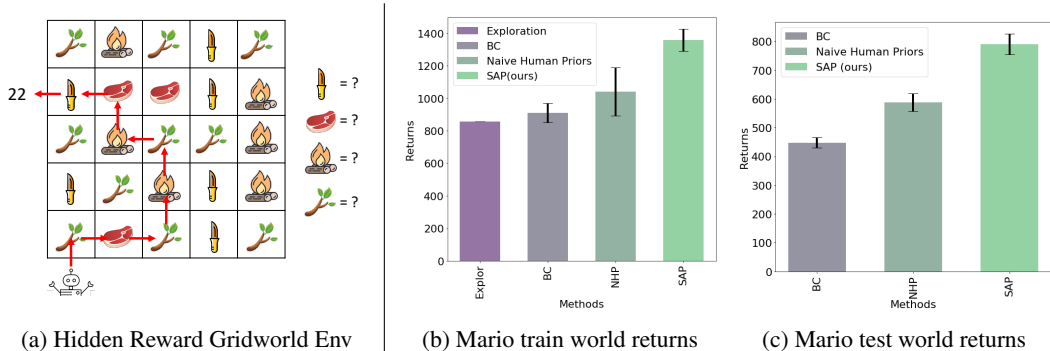 22
= ?
= ?
= ?
= ?
(a) Hidden Reward Gridworld Env
Exploration
BC
Naive Human Priors
SAP(ours)
1400
1200
1000
800
600
400
200
0
Returns
Explor
BC
NHP
SAP
Methods
(b) Mario train world returns
BC
Naive Human Priors
SAP (ours)
800
700
600
500
400
300
200
100
0
Returns
BC
NHP
SAP
Methods
(c) Mario test world returns